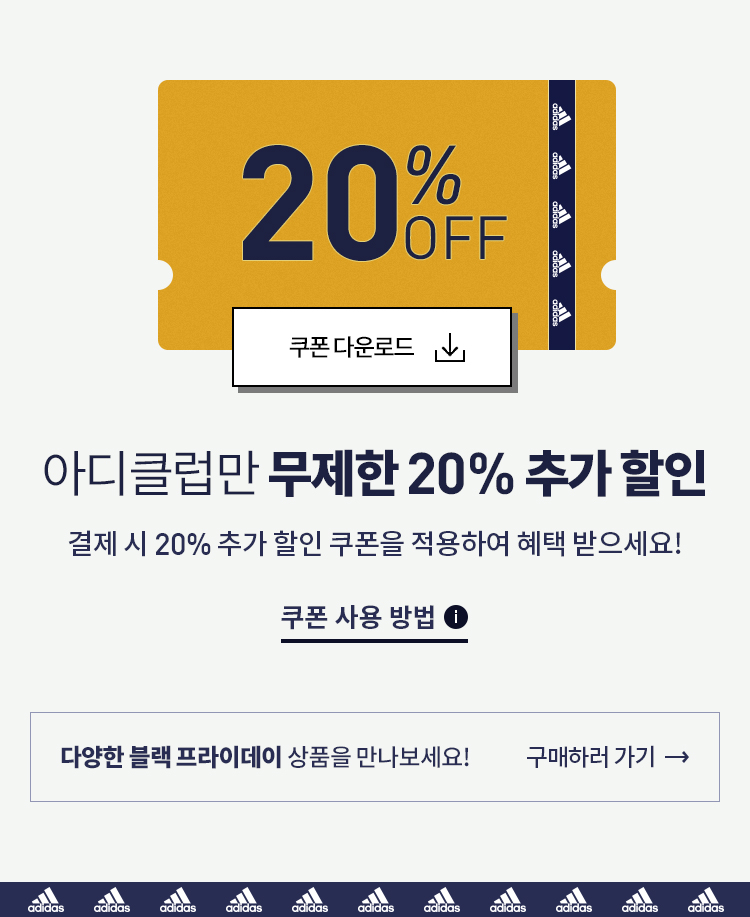 20%
OFF
adidas
adidas
adidas
adidas
adidas
쿠폰 다운로드
아디클럽만 무제한 20% 추가 할인
결제 시 20% 추가 할인 쿠폰을 적용하여 혜택 받으세요!
쿠폰 사용 방법 i
다양한 블랙 프라이데이 상품을 만나보세요! 구매하러 가기 →
adidas adidas adidas adidas adidas adidas adidas adidas adidas adidas adidas